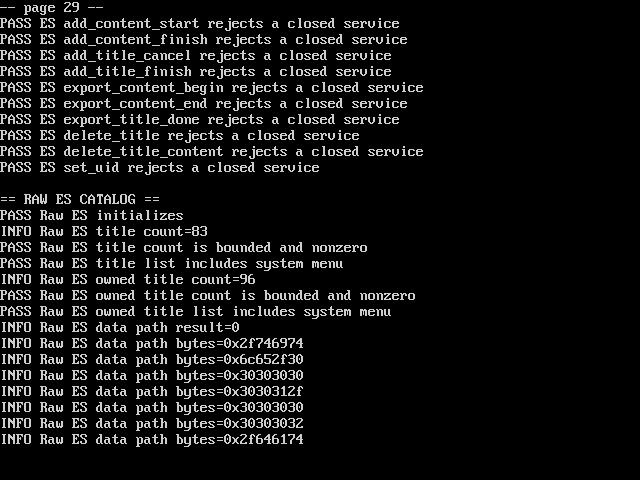 -- page 29 --
PASS ES add_content_start rejects a closed service
PASS ES add_content_finish rejects a closed service
PASS ES add_title_cancel rejects a closed service
PASS ES add_title_finish rejects a closed service
PASS ES export_content_begin rejects a closed service
PASS ES export_content_end rejects a closed service
PASS ES export_title_done rejects a closed service
PASS ES delete_title rejects a closed service
PASS ES delete_title_content rejects a closed service
PASS ES set_uid rejects a closed service
== RAW ES CATALOG ==
PASS Raw ES initializes
INFO Raw ES title count=83
PASS Raw ES title count is bounded and nonzero
PASS Raw ES title list includes system menu
INFO Raw ES owned title count=96
PASS Raw ES owned title count is bounded and nonzero
PASS Raw ES owned title list includes system menu
INFO Raw ES data path result=0
INFO Raw ES data path bytes=0x2f746974
INFO Raw ES data path bytes=0x6c652f30
INFO Raw ES data path bytes=0x30303030
INFO Raw ES data path bytes=0x3030312f
INFO Raw ES data path bytes=0x30303030
INFO Raw ES data path bytes=0x30303032
INFO Raw ES data path bytes=0x2f646174